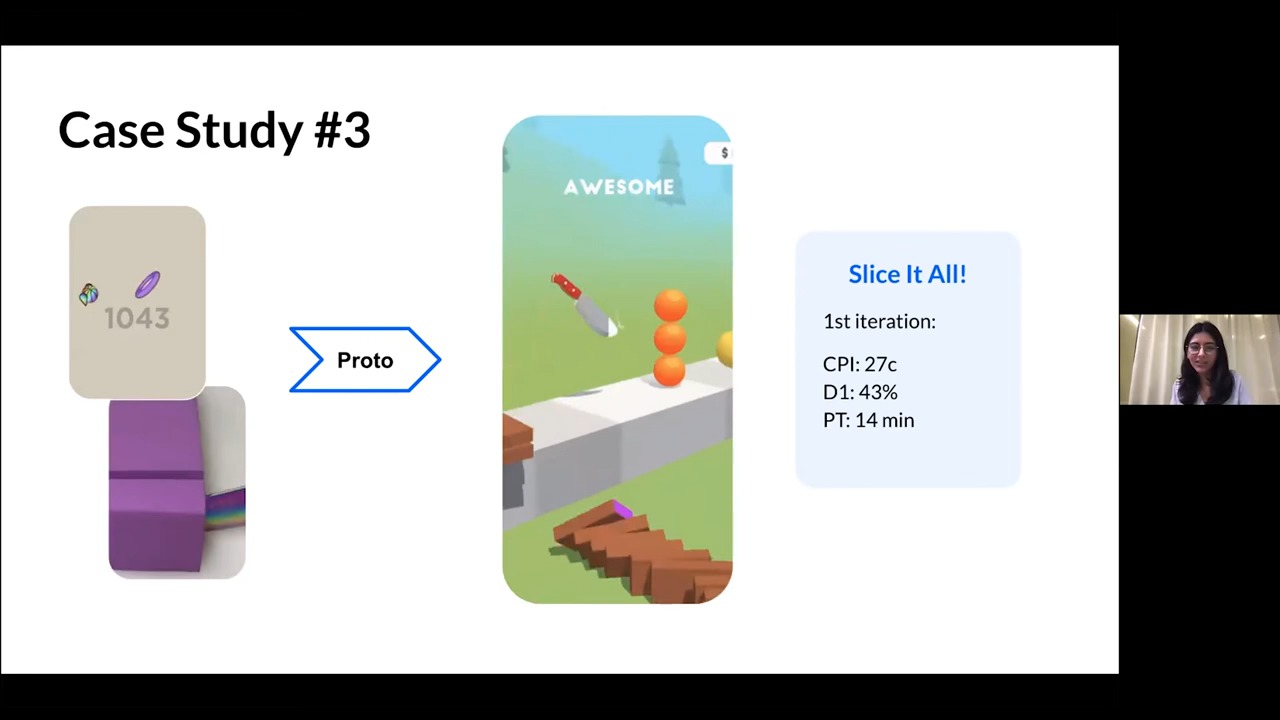 Case Study #3
1043
Proto
$
AWESOME
Slice It All!
1st iteration:
CPI: 27c
D1: 43%
PT: 14 min